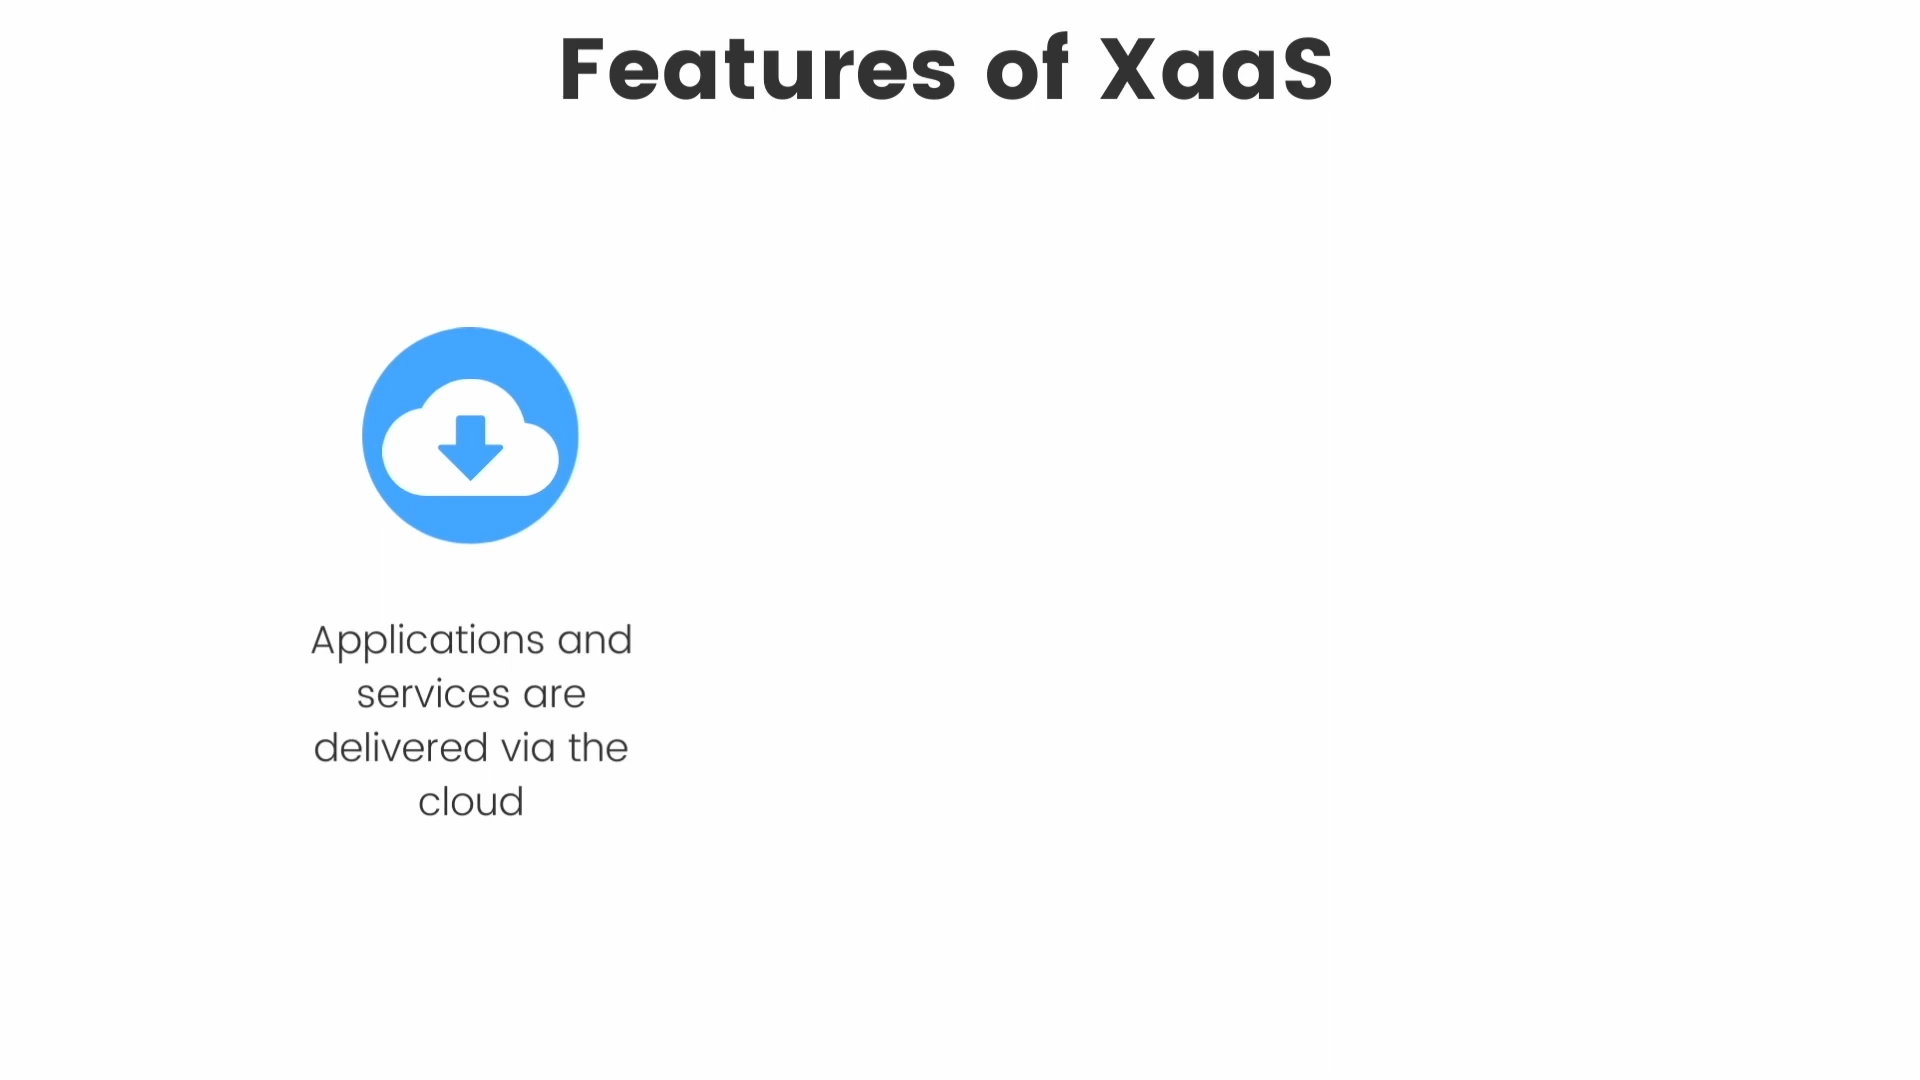 Features of XaaS
Applications and
services are
delivered via the
cloud